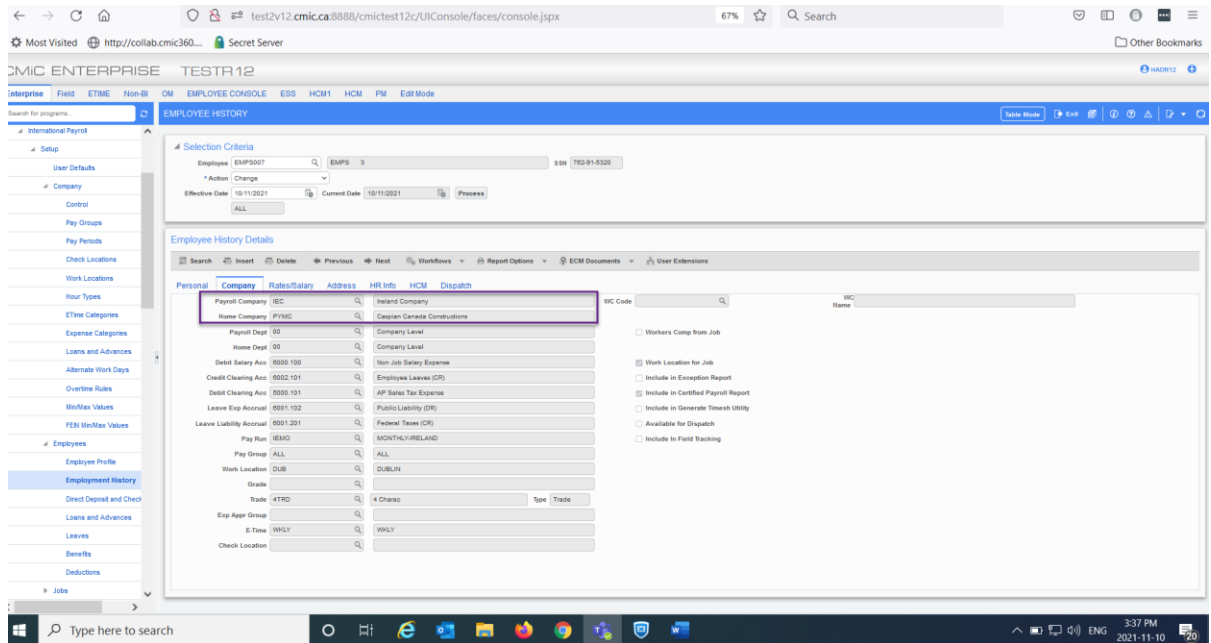 test2v12.cmic.ca:8888/cmictest12c/UIConsole/faces/console.jspx 67% Search
Most Visited http://collab.cmic360.... Secret Server Other Bookmarks
CMiC ENTERPRISE TESTR12 HADR12
Enterprise Field ETIME Non-BI OM EMPLOYEE CONSOLE ESS HCM1 HCM PM Edit Mode
Search for programs... EMPLOYEE HISTORY Table Mode Exit
International Payroll
Setup
User Defaults
Company
Control
Pay Groups
Pay Periods
Check Locations
Work Locations
Hour Types
ETime Categories
Expense Categories
Loans and Advances
Alternate Work Days
Overtime Rules
Min/Max Values
FEIN Min/Max Values
Employees
Employee Profile
Employment History
Direct Deposit and Check
Loans and Advances
Leaves
Benefits
Deductions
Jobs
Selection Criteria
Employee EMPS007 EMPS 3 SSN 762-91-5320
* Action Change
Effective Date 10/11/2021 Current Date 10/11/2021 Process
ALL
Employee History Details
Search Insert Delete Previous Next Workflows Report Options ECM Documents User Extensions
Personal Company Rates/Salary Address HR Info HCM Dispatch
Payroll Company IEC Ireland Company WC Code WC Name
Home Company PYMC Caspian Canada Constructions
Payroll Dept 00 Company Level Workers Comp from Job
Home Dept 00 Company Level
Debit Salary Acc 6000.100 Non Job Salary Expense Work Location for Job
Credit Clearing Acc 6002.101 Employee Leaves (CR) Include in Exception Report
Debit Clearing Acc 5000.101 AP Sales Tax Expense Include in Certified Payroll Report
Leave Exp Accrual 6001.102 Public Liability (DR) Include in Generate Timesh Utility
Leave Liability Accrual 6001.201 Federal Taxes (CR) Available for Dispatch
Pay Run IEMO MONTHLY-IRELAND Include In Field Tracking
Pay Group ALL ALL
Work Location DUB DUBLIN
Grade
Trade 4TRD 4 Charac Type Trade
Exp Appr Group
E-Time WKLY WKLY
Check Location
Type here to search ENG 3:37 PM
2021-11-10 20